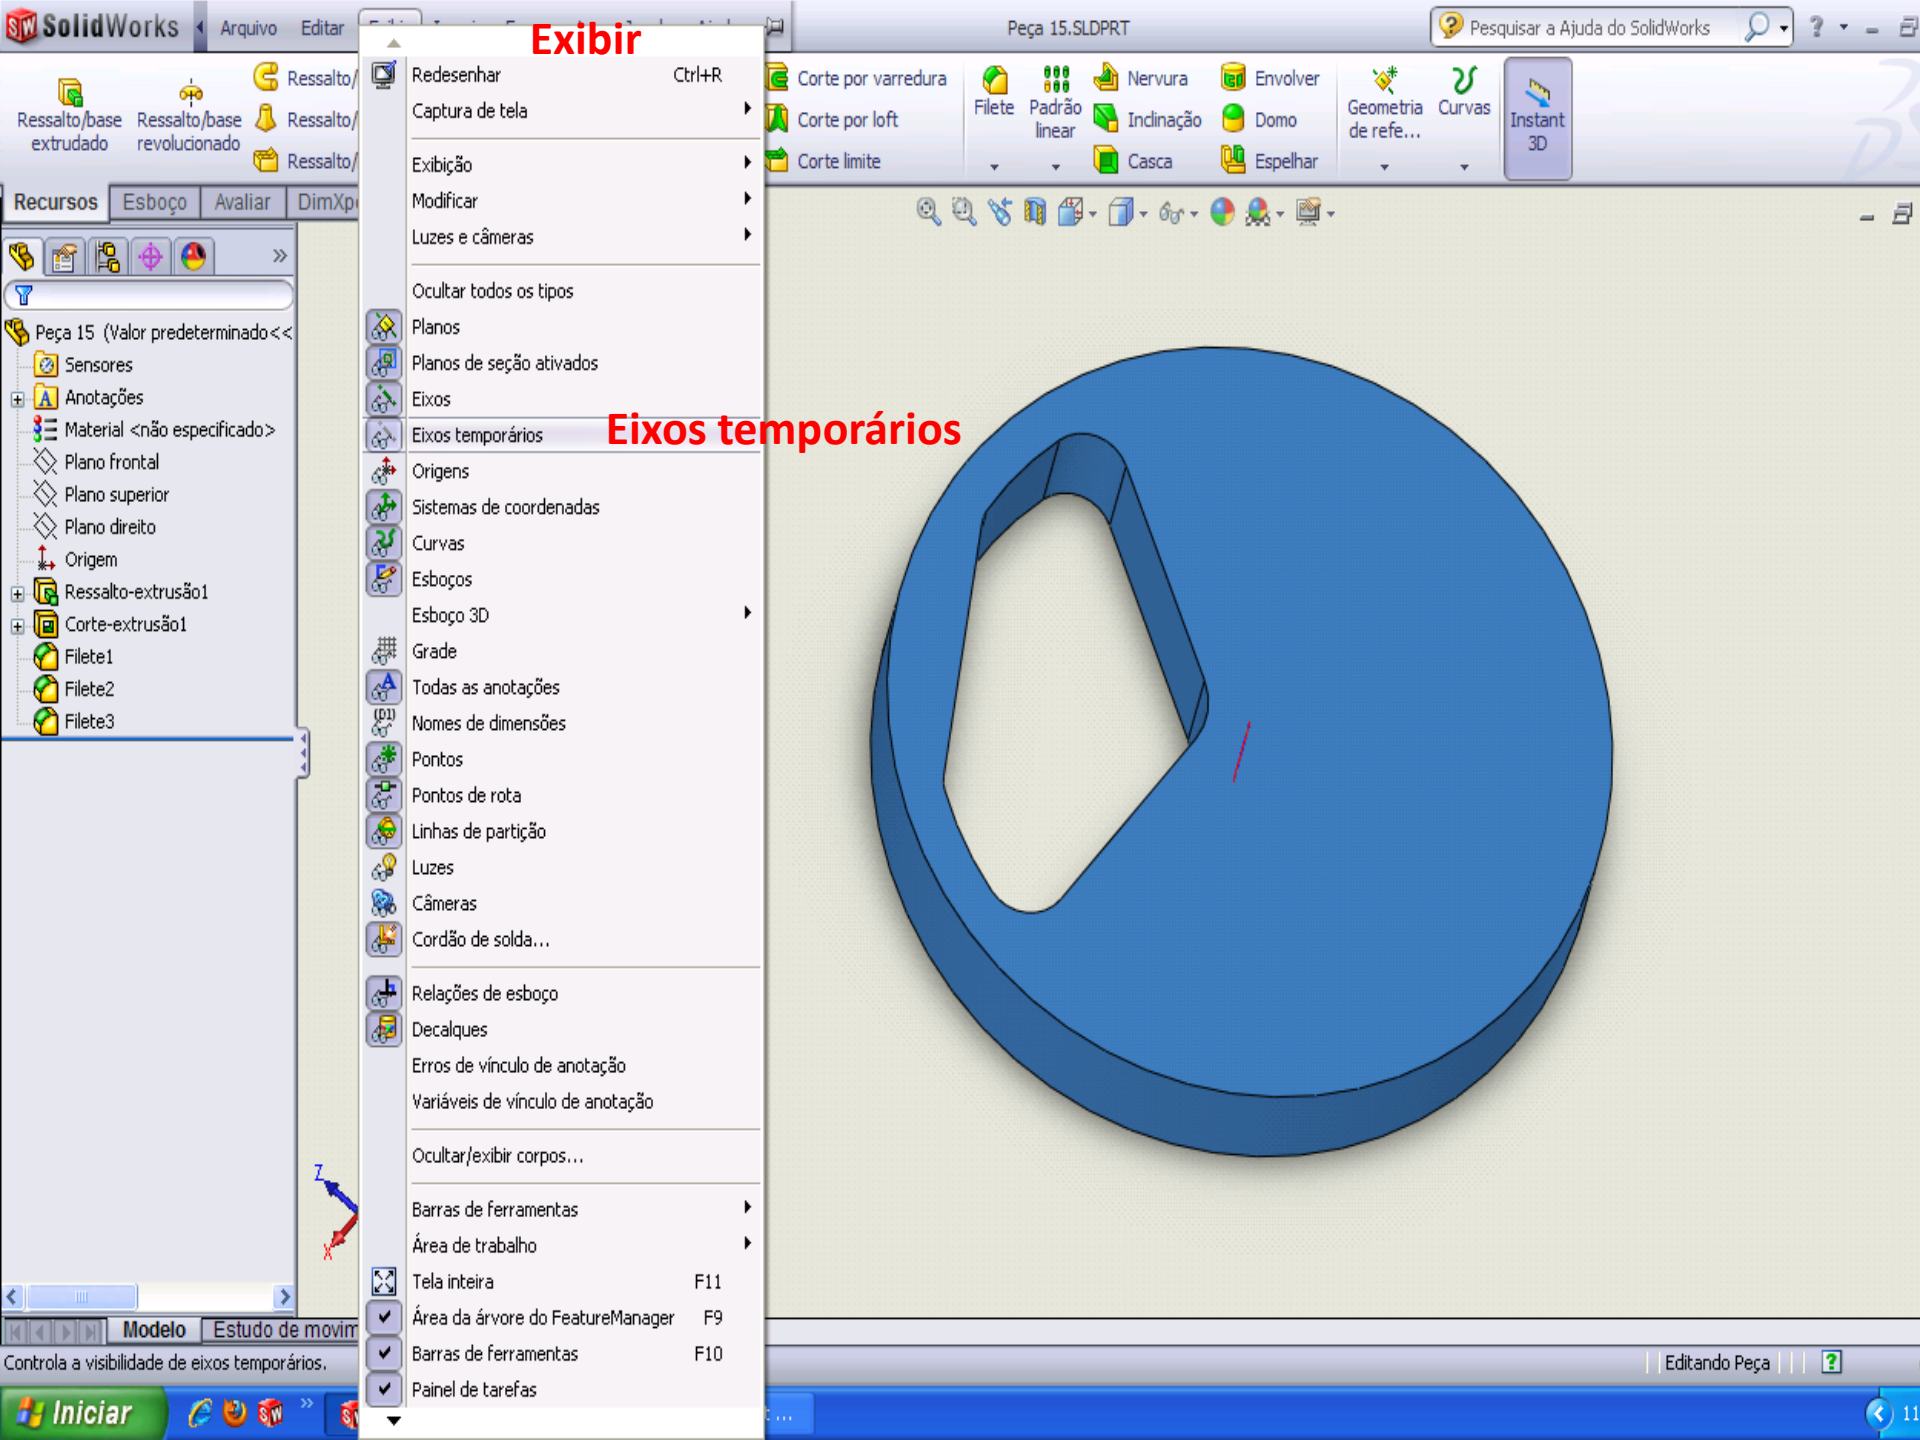 SolidWorks Arquivo Editar Exibir Peça 15.SLDPRT Pesquisar a Ajuda do SolidWorks ?
Ressalto/base extrudado
Ressalto/base revolucionado
Ressalto/
Ressalto/
Ressalto/
Corte por varredura
Corte por loft
Corte limite
Filete
Padrão linear
Nervura
Inclinação
Casca
Envolver
Domo
Espelhar
Geometria de refe...
Curvas
Instant 3D
Recursos Esboço Avaliar DimXp
Peça 15 (Valor predeterminado<<
Sensores
Anotações
Material <não especificado>
Plano frontal
Plano superior
Plano direito
Origem
Ressalto-extrusão1
Corte-extrusão1
Filete1
Filete2
Filete3
Redesenhar Ctrl+R
Captura de tela
Exibição
Modificar
Luzes e câmeras
Ocultar todos os tipos
Planos
Planos de seção ativados
Eixos
Eixos temporários Eixos temporários
Origens
Sistemas de coordenadas
Curvas
Esboços
Esboço 3D
Grade
Todas as anotações
Nomes de dimensões
Pontos
Pontos de rota
Linhas de partição
Luzes
Câmeras
Cordão de solda...
Relações de esboço
Decalques
Erros de vínculo de anotação
Variáveis de vínculo de anotação
Ocultar/exibir corpos...
Barras de ferramentas
Área de trabalho
Tela inteira F11
Área da árvore do FeatureManager F9
Barras de ferramentas F10
Painel de tarefas
Z
X
Modelo Estudo de movim
Controla a visibilidade de eixos temporários. Editando Peça ?
Iniciar 11